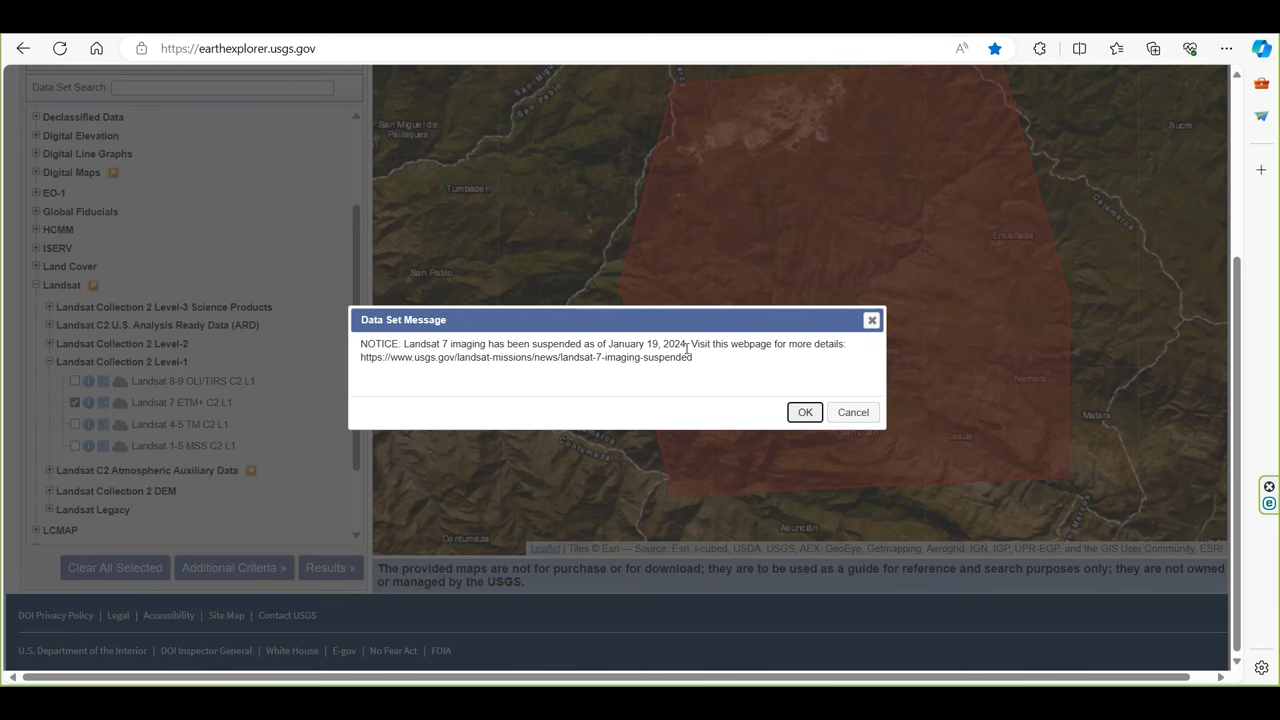 https://earthexplorer.usgs.gov
Data Set Search:
Declassified Data
Digital Elevation
Digital Line Graphs
Digital Maps
EO-1
Global Fiducials
HCMM
ISERV
Land Cover
Landsat
Landsat Collection 2 Level-3 Science Products
Landsat C2 U.S. Analysis Ready Data (ARD)
Landsat Collection 2 Level-2
Landsat Collection 2 Level-1
Landsat 8-9 OLI/TIRS C2 L1
Landsat 7 ETM+ C2 L1
Landsat 4-5 TM C2 L1
Landsat 1-5 MSS C2 L1
Landsat C2 Atmospheric Auxiliary Data
Landsat Collection 2 DEM
Landsat Legacy
LCMAP
Clear All Selected
Additional Criteria »
Results »
San Miguel de
Pallaques
San Pablo
Tumbaden
San Pablo
Sucre
Cajamarca
Encañada
Namora
Matara
Jesús
Contumaza
Contumaza
Asunción
San Marcos
Data Set Message
NOTICE: Landsat 7 imaging has been suspended as of January 19, 2024. Visit this webpage for more details:
https://www.usgs.gov/landsat-missions/news/landsat-7-imaging-suspended
OK
Cancel
Leaflet | Tiles © Esri — Source: Esri, i-cubed, USDA, USGS, AEX, GeoEye, Getmapping, Aerogrid, IGN, IGP, UPR-EGP, and the GIS User Community, ESRI
The provided maps are not for purchase or for download; they are to be used as a guide for reference and search purposes only; they are not owned
or managed by the USGS.
DOI Privacy Policy | Legal | Accessibility | Site Map | Contact USGS
U.S. Department of the Interior | DOI Inspector General | White House | E-gov | No Fear Act | FOIA